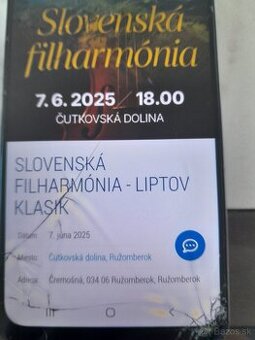 Slovenská
filharmónia
7.6.2025 18.00
ČUTKOVSKÁ DOLINA
SLOVENSKÁ
FILHARMÓNIA - LIPTOV
KLASIK
Dátum: 7. júna 2025
Miesto: Čutkovská dolina, Ružomberok
Adresa: Čremošná, 034 06 Ružomberok, Ružomberok
Bazos.sk